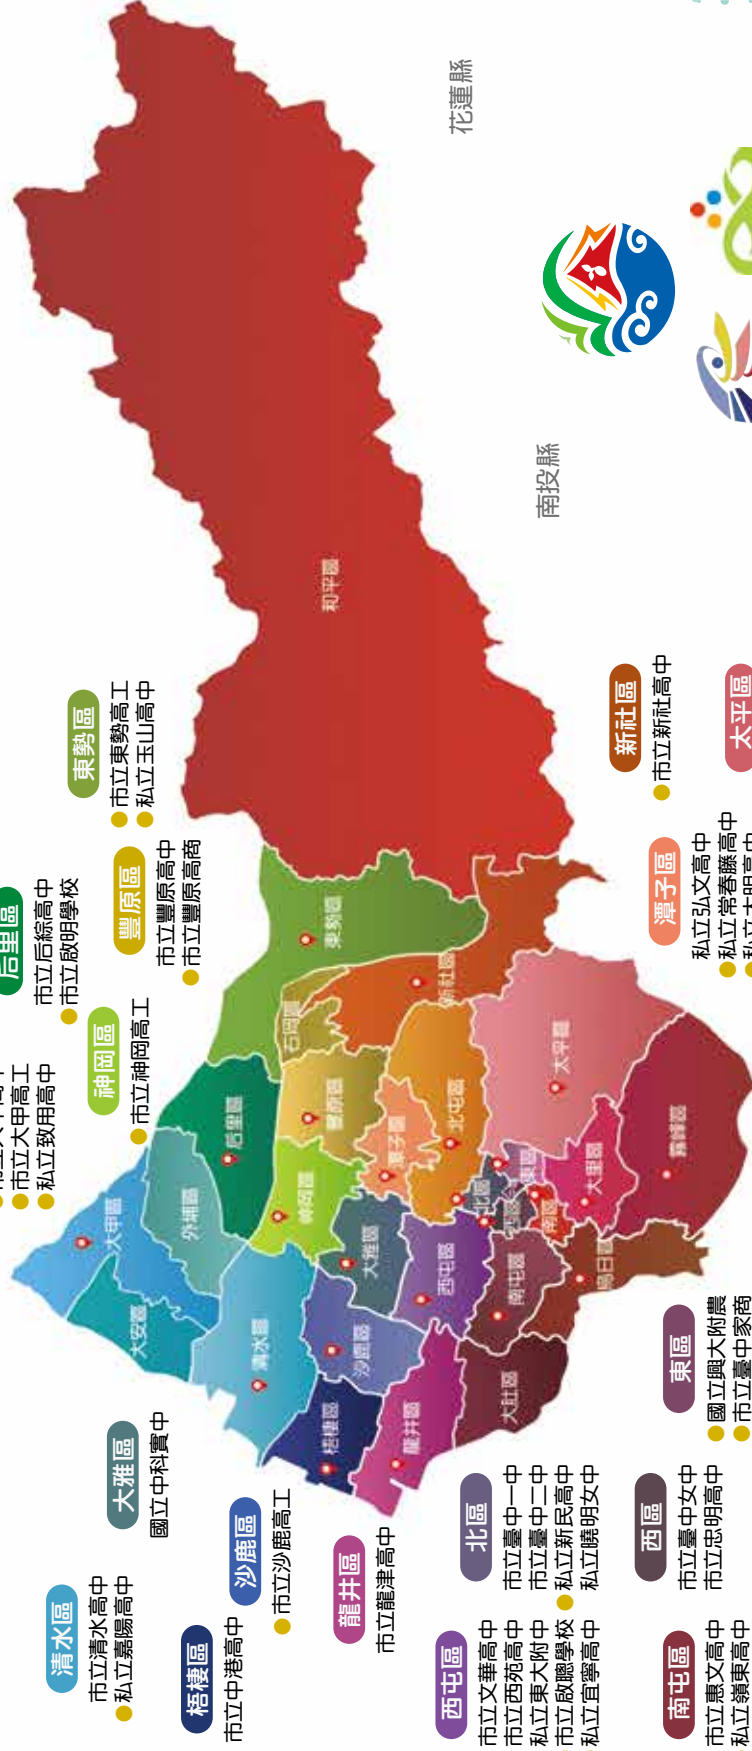 清水區
市立清水高中
●私立嘉陽高中
梧棲區
市立中港高中
大雅區
國立中科實中
沙鹿區
●市立沙鹿高工
龍井區
市立龍津高中
西屯區
市立文華高中
市立西苑高中
私立東大附中
市立啟聰學校
●私立宜寧高中
北區
市立臺中一中
市立臺中二中
●私立新民高中
私立曉明女中
南屯區
市立惠文高中
私立嶺東高中
西區
市立臺中女中
市立忠明高中
東區
●國立興大附農
●市立臺中家商
●市立大甲高工
●私立致用高中
后里區
市立后綜高中
●市立啟明學校
神岡區
●市立神岡高工
豐原區
市立豐原高中
●市立豐原高商
東勢區
●市立東勢高工
●私立玉山高中
潭子區
私立弘文高中
●私立常春藤高中
新社區
●市立新社高中
太平區
大甲區
大安區
外埔區
后里區
清水區
神岡區
豐原區
石岡區
東勢區
和平區
梧棲區
沙鹿區
大雅區
潭子區
新社區
龍井區
西屯區
北屯區
北區
大肚區
南屯區
西區
東區
南區
太平區
烏日區
大里區
霧峰區
南投縣
花蓮縣